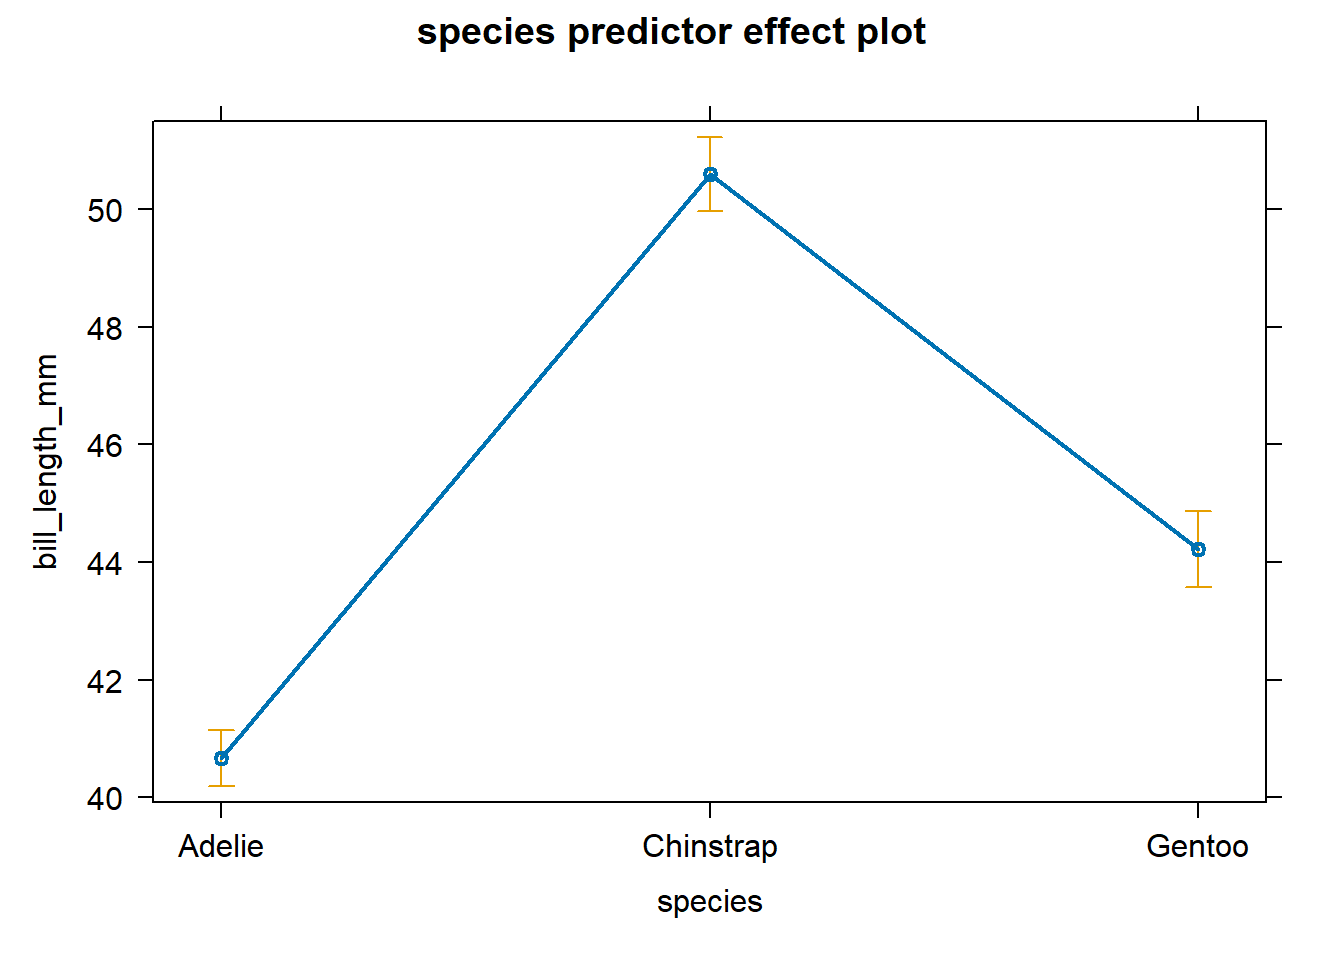 species predictor effect plot
50
48
46
44
42
40
bill_length_mm
Adelie
Chinstrap
Gentoo
species